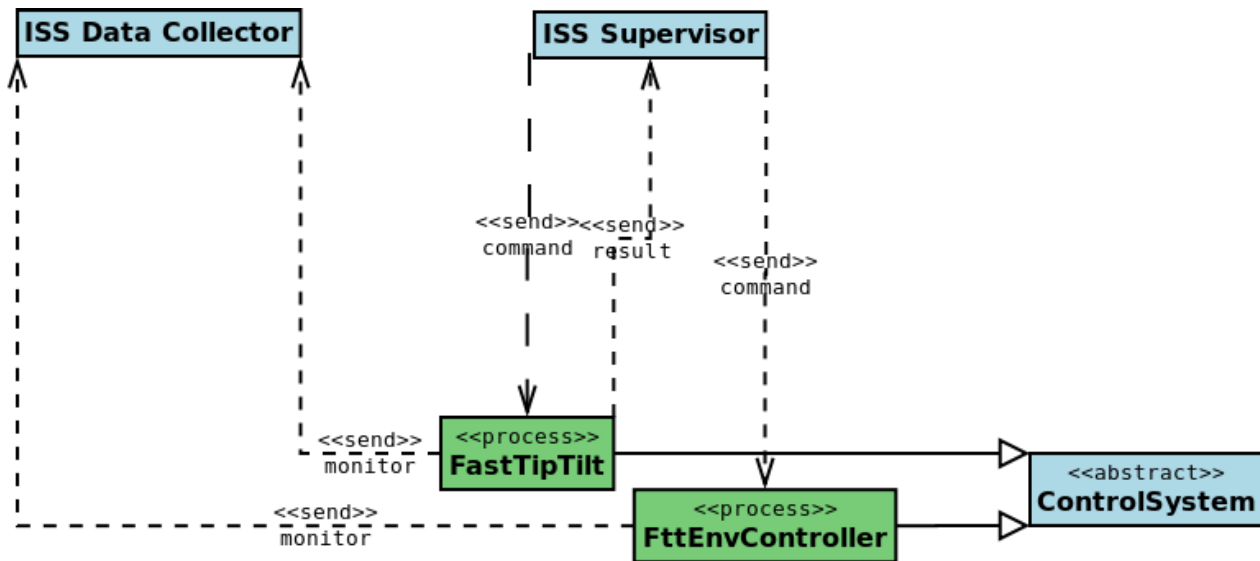 ISS Data Collector
ISS Supervisor
<<send>>
command
<<send>>
result
<<send>>
command
<<send>>
monitor
<<process>>
FastTipTilt
<<abstract>>
ControlSystem
<<send>>
monitor
<<process>>
FttEnvController